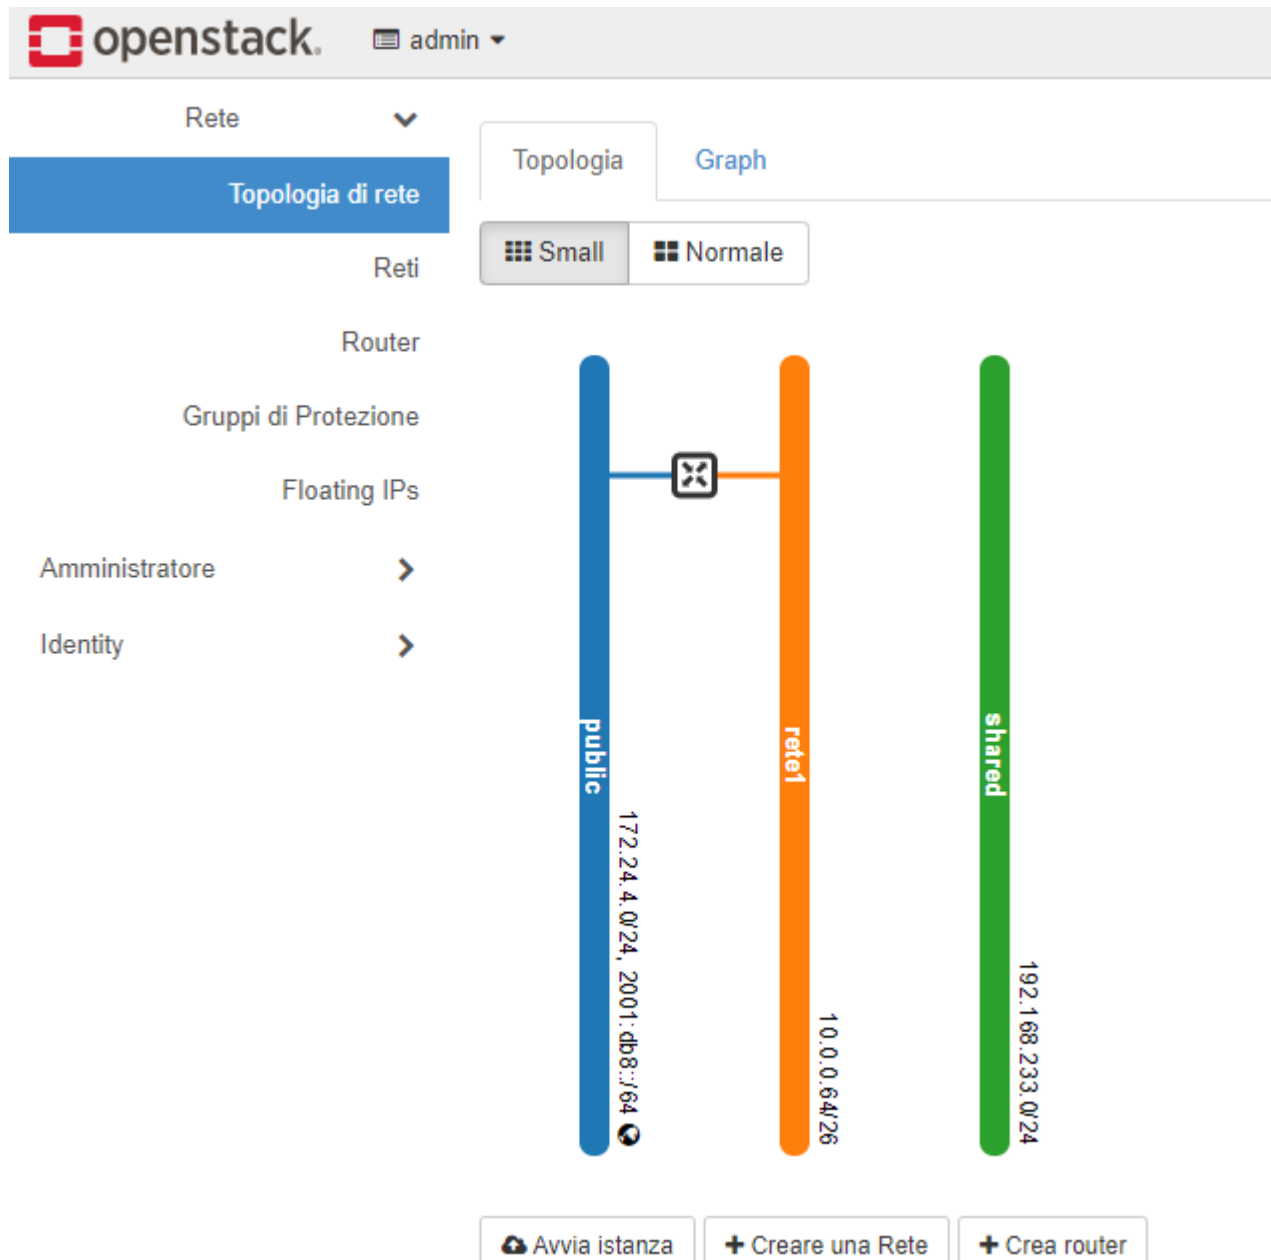 openstack.
admin
Rete
Topologia di rete
Reti
Router
Gruppi di Protezione
Floating IPs
Amministratore
Identity
Topologia Graph
Small Normale
public
172.24.4.0/24, 2001:db8::/64
rete1
10.0.0.64/26
shared
192.168.233.0/24
Avvia istanza
+ Creare una Rete
+ Crea router